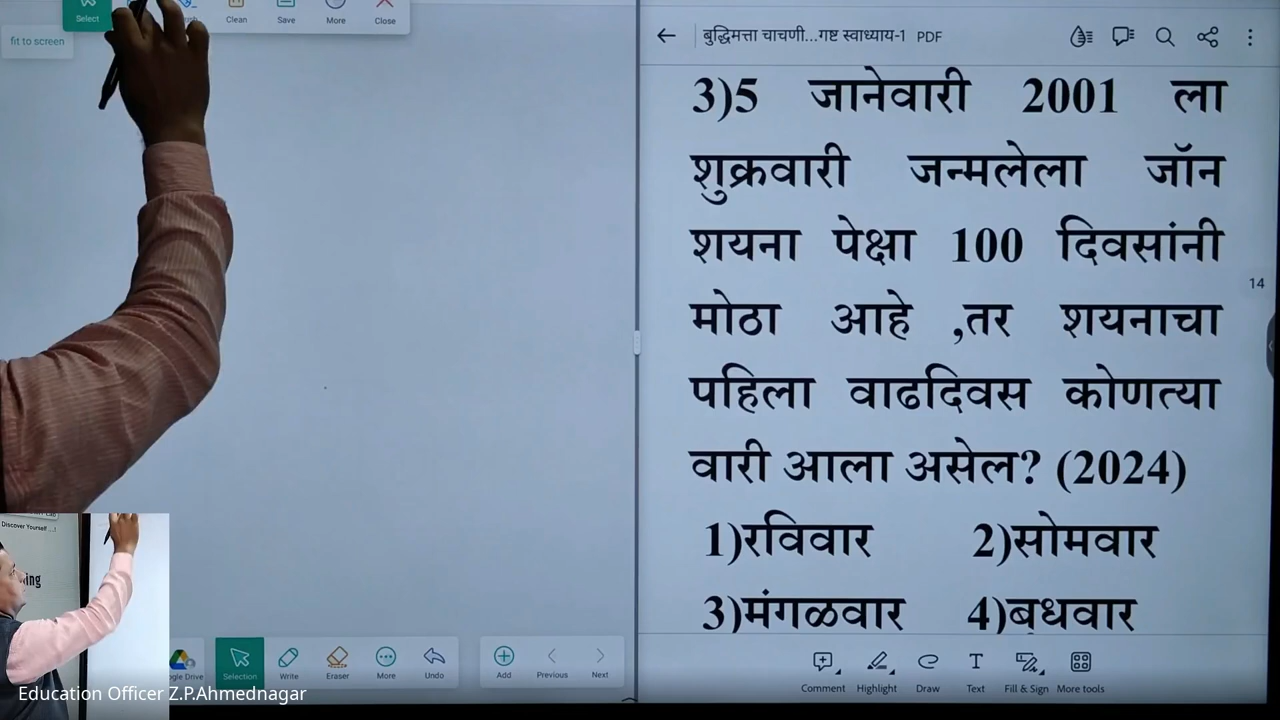 Select
Clean
Save
More
Close
fit to screen
बुद्धिमत्ता चाचणी...गष्ट स्वाध्याय-1 PDF
3)5 जानेवारी 2001 ला
शुक्रवारी जन्मलेला जॉन
शयना पेक्षा 100 दिवसांनी
मोठा आहे ,तर शयनाचा
पहिला वाढदिवस कोणत्या
वारी आला असेल? (2024)
1)रविवार 2)सोमवार
3)मंगळवार 4)बुधवार
14
Discover Yourself ...!
ing
gle Drive
Selection
Write
Eraser
More
Undo
Add
Previous
Next
Comment
Highlight
Draw
Text
Fill & Sign
More tools
Education Officer Z.P.Ahmednagar